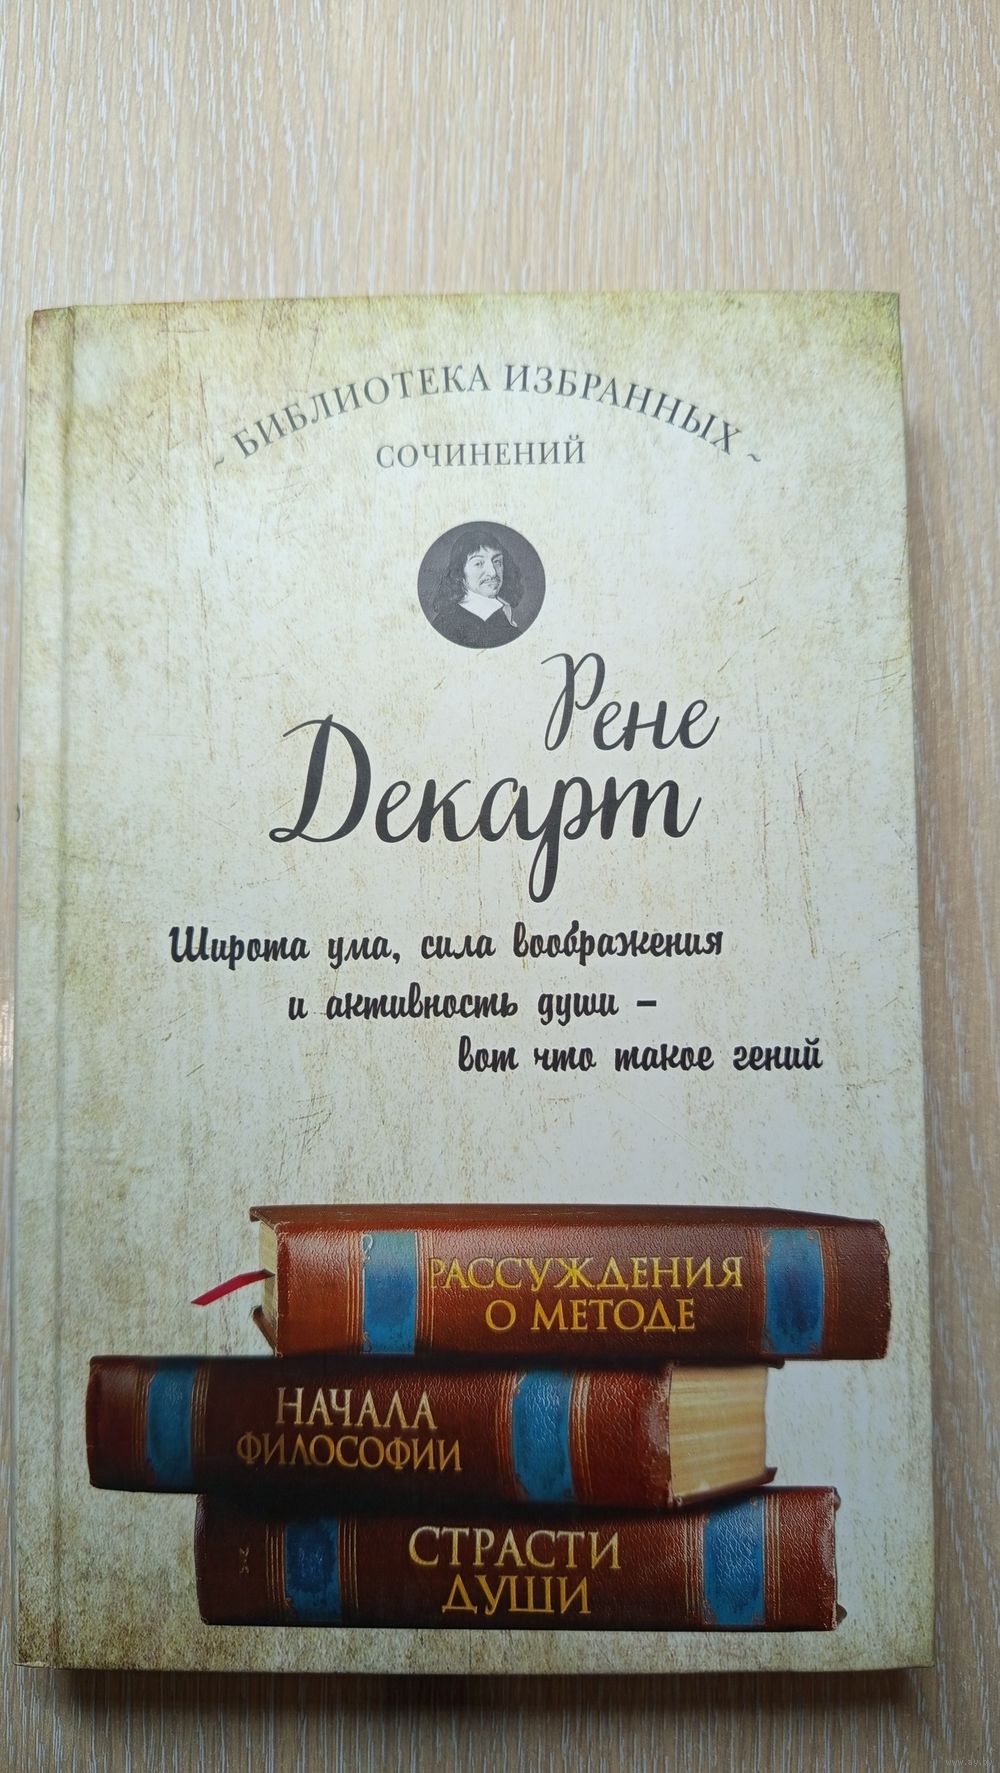 ~ БИБЛИОТЕКА ИЗБРАННЫХ ~
СОЧИНЕНИЙ
Рене
Декарт
Широта ума, сила воображения
и активность души –
вот что такое гений
РАССУЖДЕНИЯ
О МЕТОДЕ
НАЧАЛА
ФИЛОСОФИИ
СТРАСТИ
ДУШИ